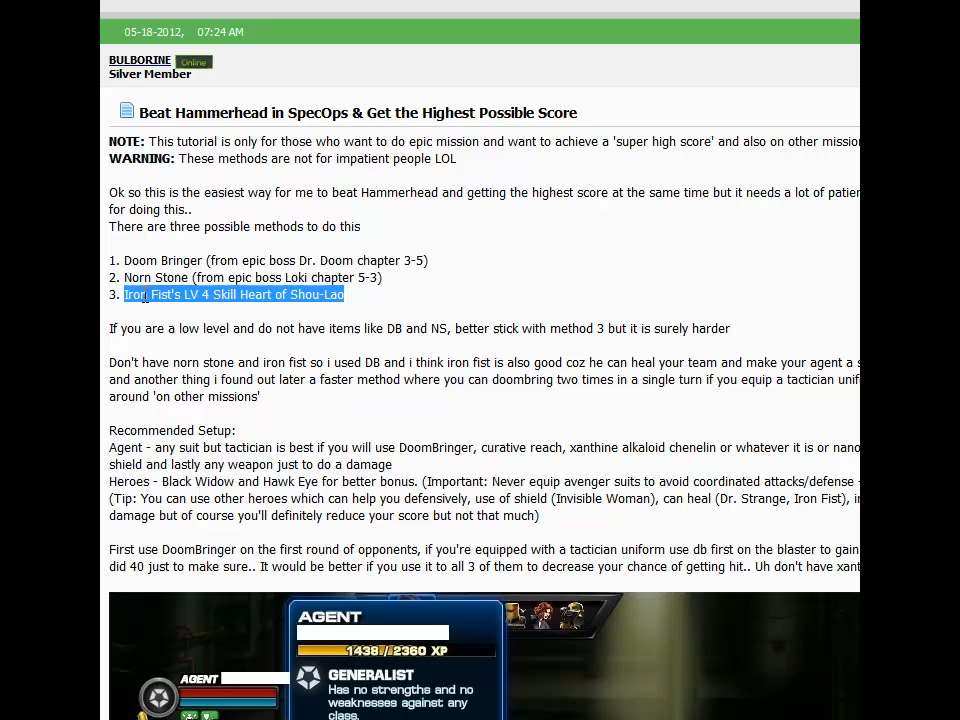 05-18-2012, 07:24 AM
BULBORINE Online
Silver Member
Beat Hammerhead in SpecOps & Get the Highest Possible Score
NOTE: This tutorial is only for those who want to do epic mission and want to achieve a 'super high score' and also on other mission
WARNING: These methods are not for impatient people LOL
Ok so this is the easiest way for me to beat Hammerhead and getting the highest score at the same time but it needs a lot of patien
for doing this..
There are three possible methods to do this
1. Doom Bringer (from epic boss Dr. Doom chapter 3-5)
2. Norn Stone (from epic boss Loki chapter 5-3)
3. Iron Fist's LV 4 Skill Heart of Shou-Lao
If you are a low level and do not have items like DB and NS, better stick with method 3 but it is surely harder
Don't have norn stone and iron fist so i used DB and i think iron fist is also good coz he can heal your team and make your agent a s
and another thing i found out later a faster method where you can doombring two times in a single turn if you equip a tactician unif
around 'on other missions'
Recommended Setup:
Agent - any suit but tactician is best if you will use DoomBringer, curative reach, xanthine alkaloid chenelin or whatever it is or nano
shield and lastly any weapon just to do a damage
Heroes - Black Widow and Hawk Eye for better bonus. (Important: Never equip avenger suits to avoid coordinated attacks/defense -
(Tip: You can use other heroes which can help you defensively, use of shield (Invisible Woman), can heal (Dr. Strange, Iron Fist), i
damage but of course you'll definitely reduce your score but not that much)
First use DoomBringer on the first round of opponents, if you're equipped with a tactician uniform use db first on the blaster to gain
did 40 just to make sure.. It would be better if you use it to all 3 of them to decrease your chance of getting hit.. Uh don't have xant
AGENT
1438 / 2360 XP
AGENT
GENERALIST
Has no strengths and no
weaknesses against any
class.